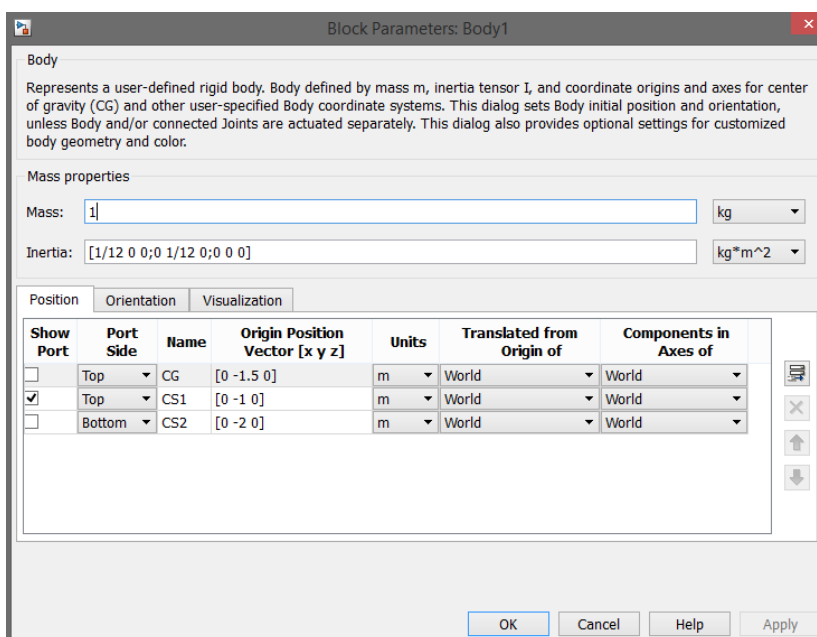 Block Parameters: Body1
Body
Represents a user-defined rigid body. Body defined by mass m, inertia tensor I, and coordinate origins and axes for center
of gravity (CG) and other user-specified Body coordinate systems. This dialog sets Body initial position and orientation,
unless Body and/or connected Joints are actuated separately. This dialog also provides optional settings for customized
body geometry and color.
Mass properties
Mass: 1 kg
Inertia: [1/12 0 0;0 1/12 0;0 0 0] kg*m^2
Position Orientation Visualization
Show Port Port Side Name Origin Position Vector [x y z] Units Translated from Origin of Components in Axes of
Top CG [0 -1.5 0] m World World
Top CS1 [0 -1 0] m World World
Bottom CS2 [0 -2 0] m World World
OK Cancel Help Apply